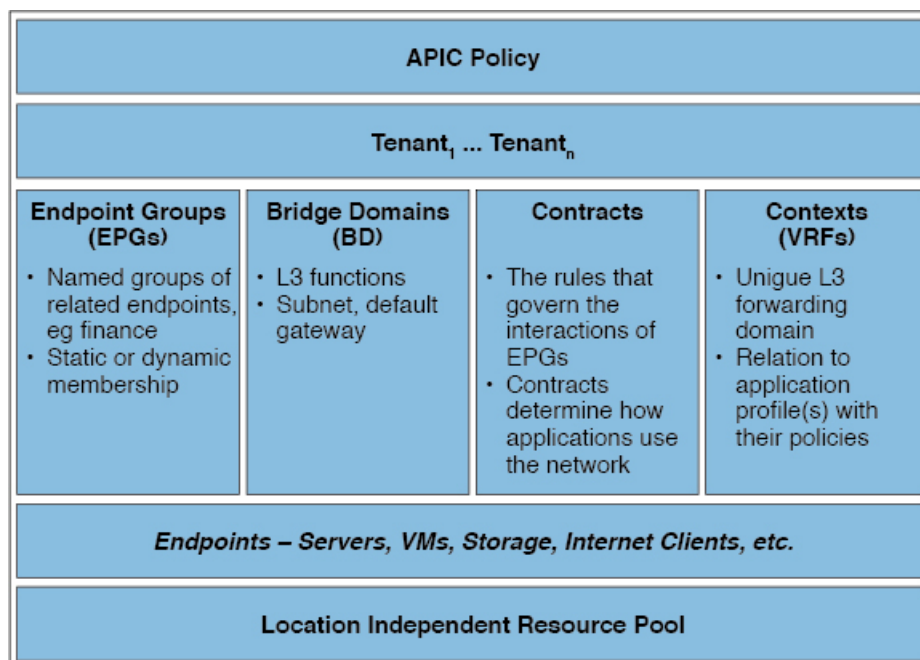 APIC Policy
Tenant1 ... Tenantn
Endpoint Groups
(EPGs)
• Named groups of
related endpoints,
eg finance
• Static or dynamic
membership
Bridge Domains
(BD)
• L3 functions
• Subnet, default
gateway
Contracts
• The rules that
govern the
interactions of
EPGs
• Contracts
determine how
applications use
the network
Contexts
(VRFs)
• Unigue L3
forwarding
domain
• Relation to
application
profile(s) with
their policies
Endpoints – Servers, VMs, Storage, Internet Clients, etc.
Location Independent Resource Pool